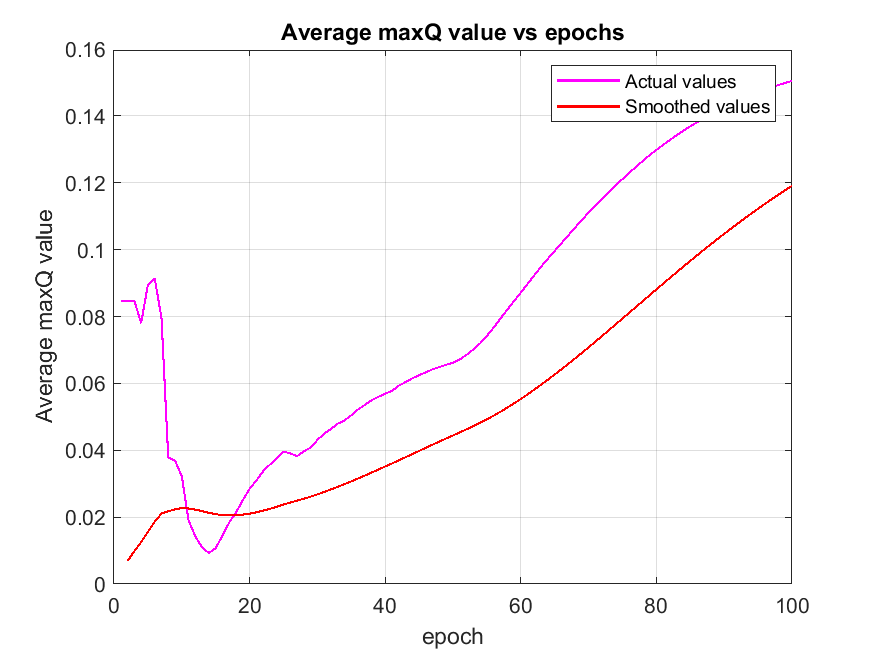 Average maxQ value vs epochs
0.16
0.14
0.12
0.1
0.08
0.06
0.04
0.02
0
Average maxQ value
Actual values
Smoothed values
0 20 40 60 80 100
epoch